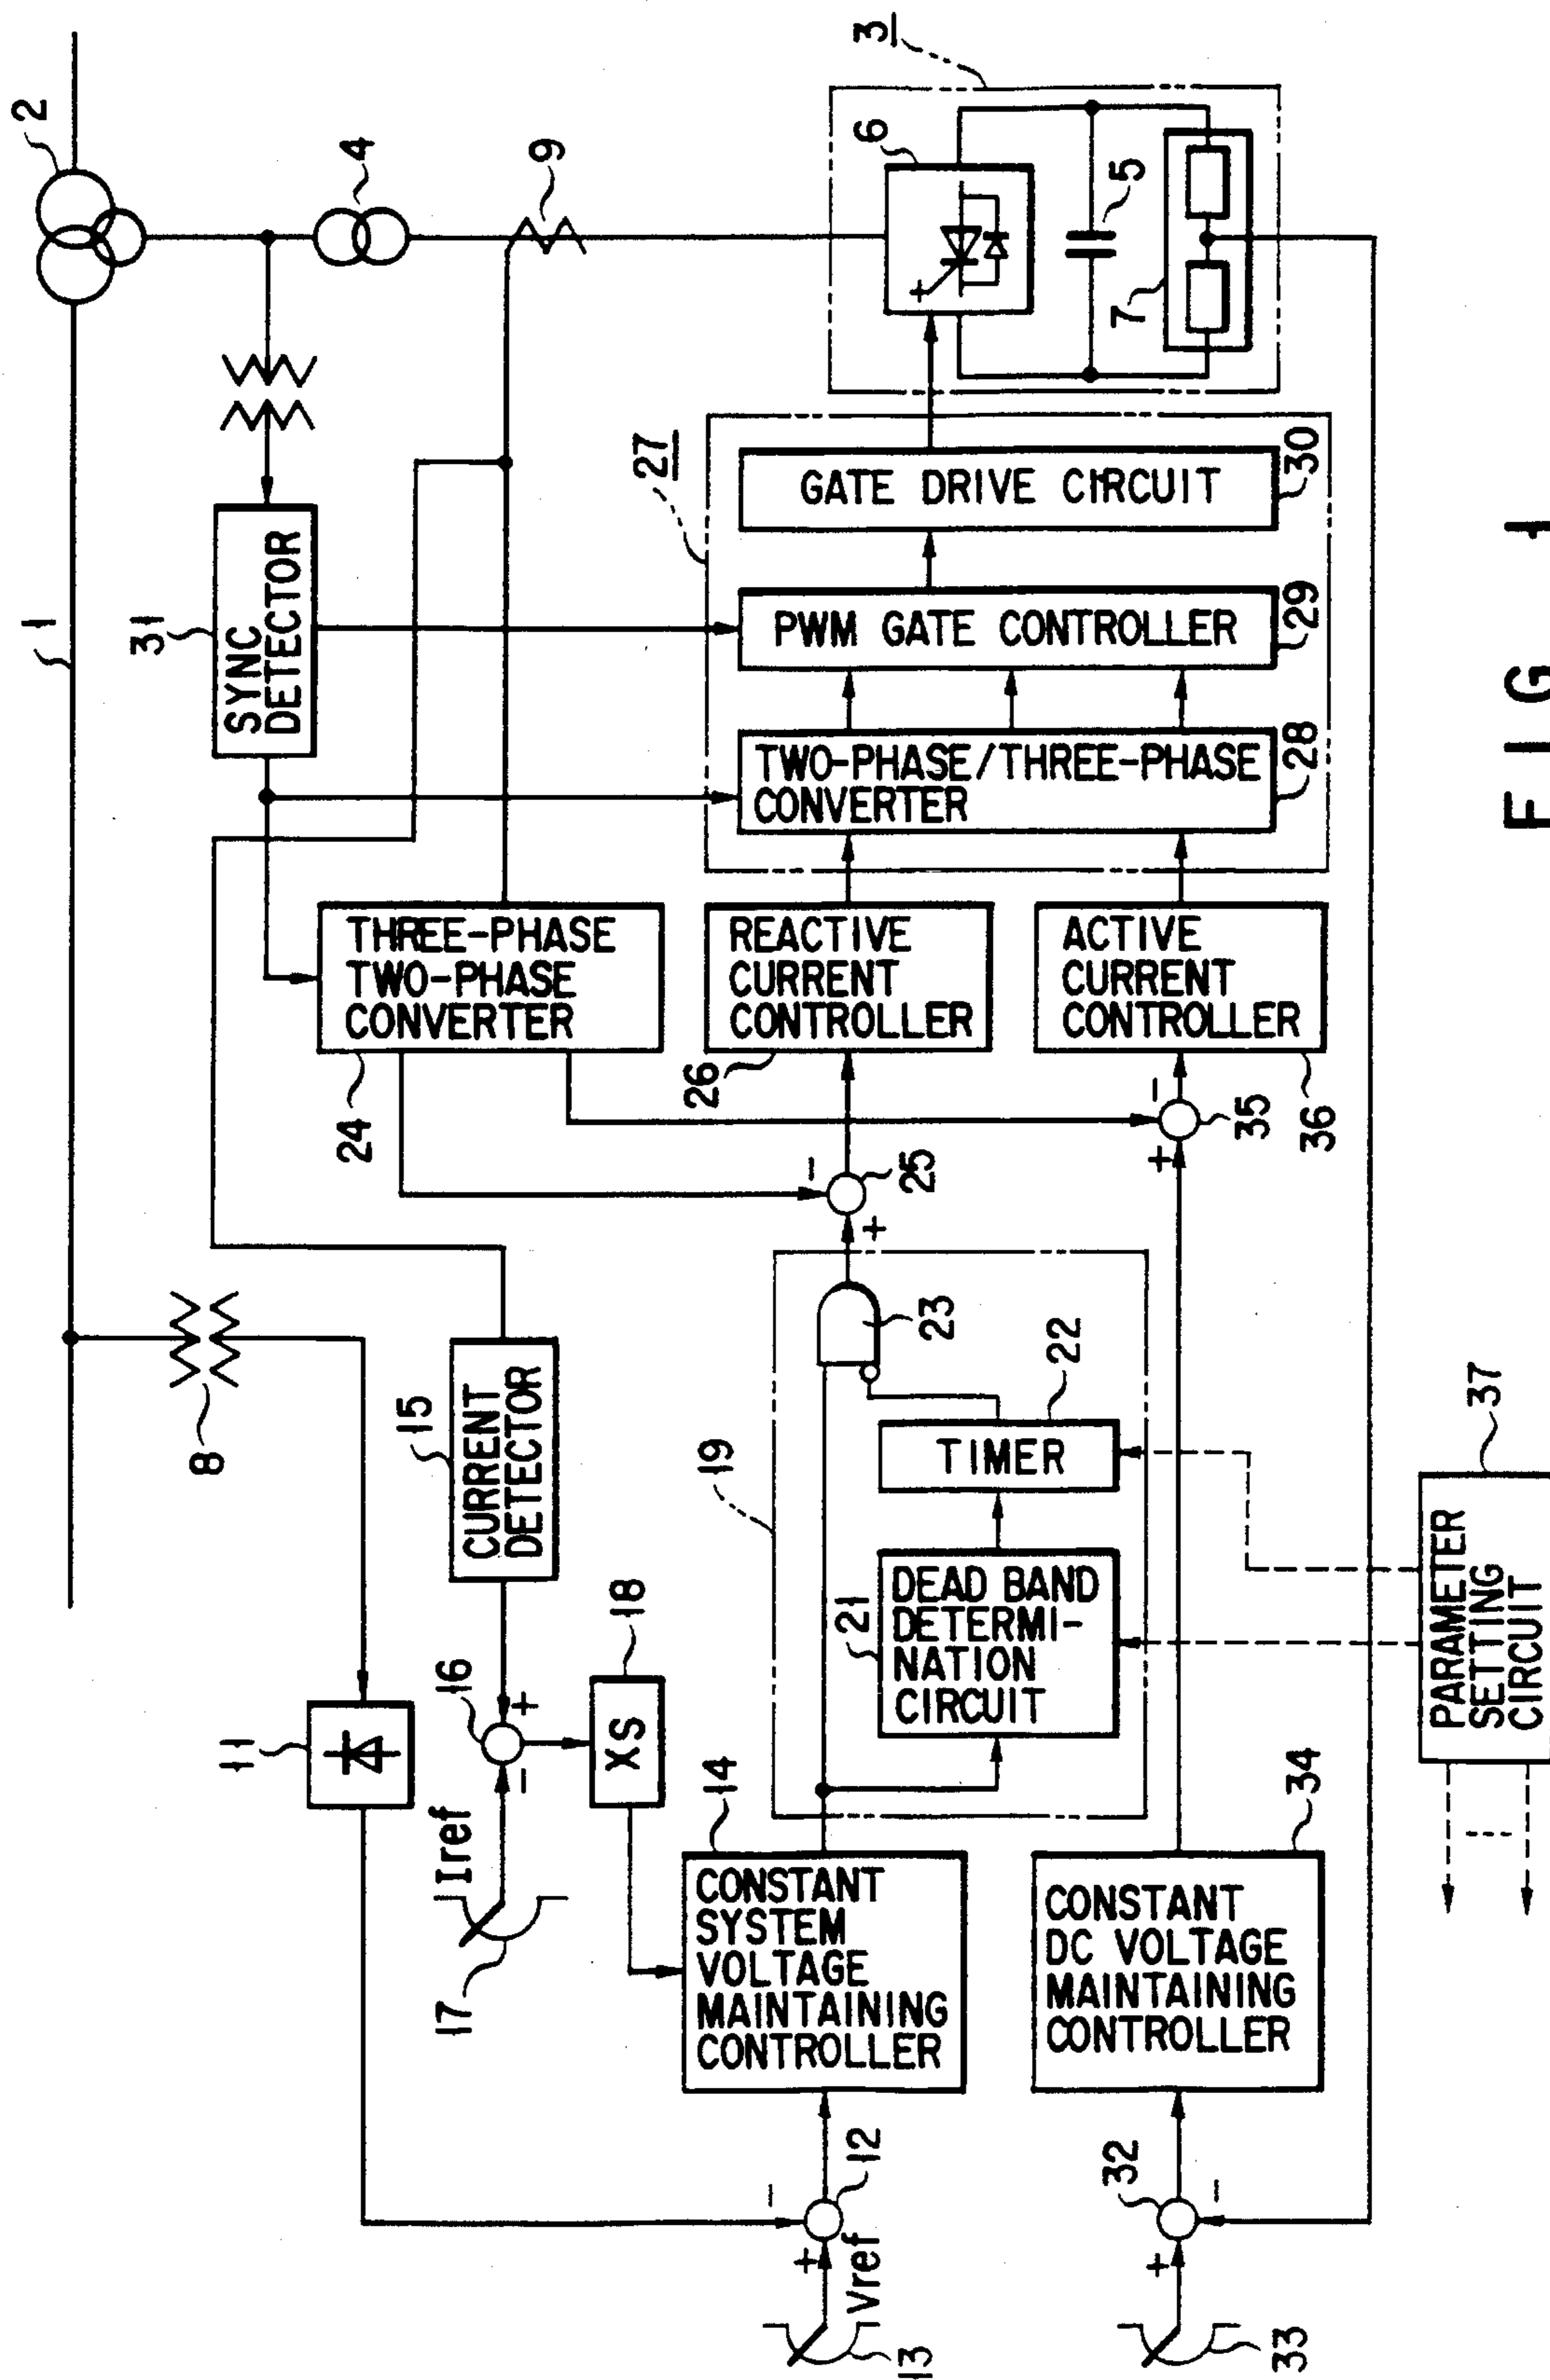 1
2
31
SYNC
DETECTOR
4
9
3
6
5
7
8
11
15
CURRENT
DETECTOR
24
THREE-PHASE
TWO-PHASE
CONVERTER
27
GATE DRIVE CIRCUIT
30
PWM GATE CONTROLLER
29
TWO-PHASE/THREE-PHASE
CONVERTER
28
REACTIVE
CURRENT
CONTROLLER
26
ACTIVE
CURRENT
CONTROLLER
36
Iref
17
16
+
-
XS
18
-
+
25
+
-
35
19
23
TIMER
22
21
DEAD BAND
DETERMI-
NATION
CIRCUIT
14
CONSTANT
SYSTEM
VOLTAGE
MAINTAINING
CONTROLLER
-
+
12
Vref
13
34
CONSTANT
DC VOLTAGE
MAINTAINING
CONTROLLER
32
-
+
33
37
PARAMETER
SETTING
CIRCUIT
FIG 1